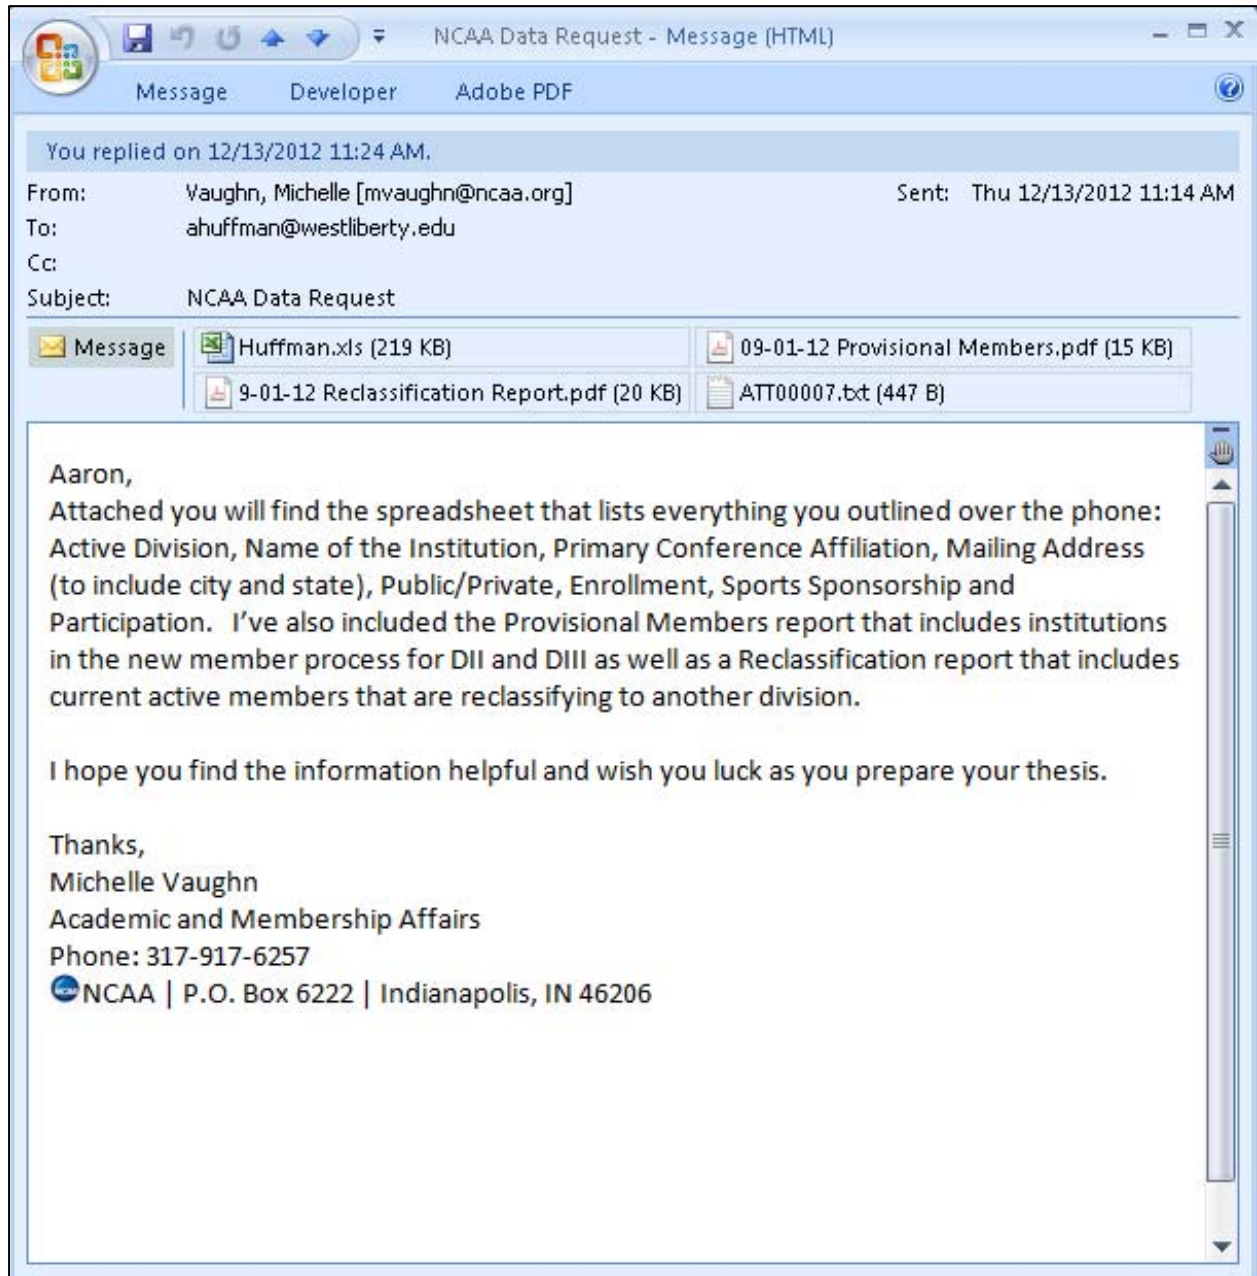 NCAA Data Request - Message (HTML)
Message Developer Adobe PDF
You replied on 12/13/2012 11:24 AM.
From: Vaughn, Michelle [mvaughn@ncaa.org] Sent: Thu 12/13/2012 11:14 AM
To: ahuffman@westliberty.edu
Cc:
Subject: NCAA Data Request
Message Huffman.xls (219 KB) 09-01-12 Provisional Members.pdf (15 KB)
9-01-12 Reclassification Report.pdf (20 KB) ATT00007.txt (447 B)
Aaron,
Attached you will find the spreadsheet that lists everything you outlined over the phone:
Active Division, Name of the Institution, Primary Conference Affiliation, Mailing Address
(to include city and state), Public/Private, Enrollment, Sports Sponsorship and
Participation.   I've also included the Provisional Members report that includes institutions
in the new member process for DII and DIII as well as a Reclassification report that includes
current active members that are reclassifying to another division.
I hope you find the information helpful and wish you luck as you prepare your thesis.
Thanks,
Michelle Vaughn
Academic and Membership Affairs
Phone: 317-917-6257
NCAA | P.O. Box 6222 | Indianapolis, IN 46206